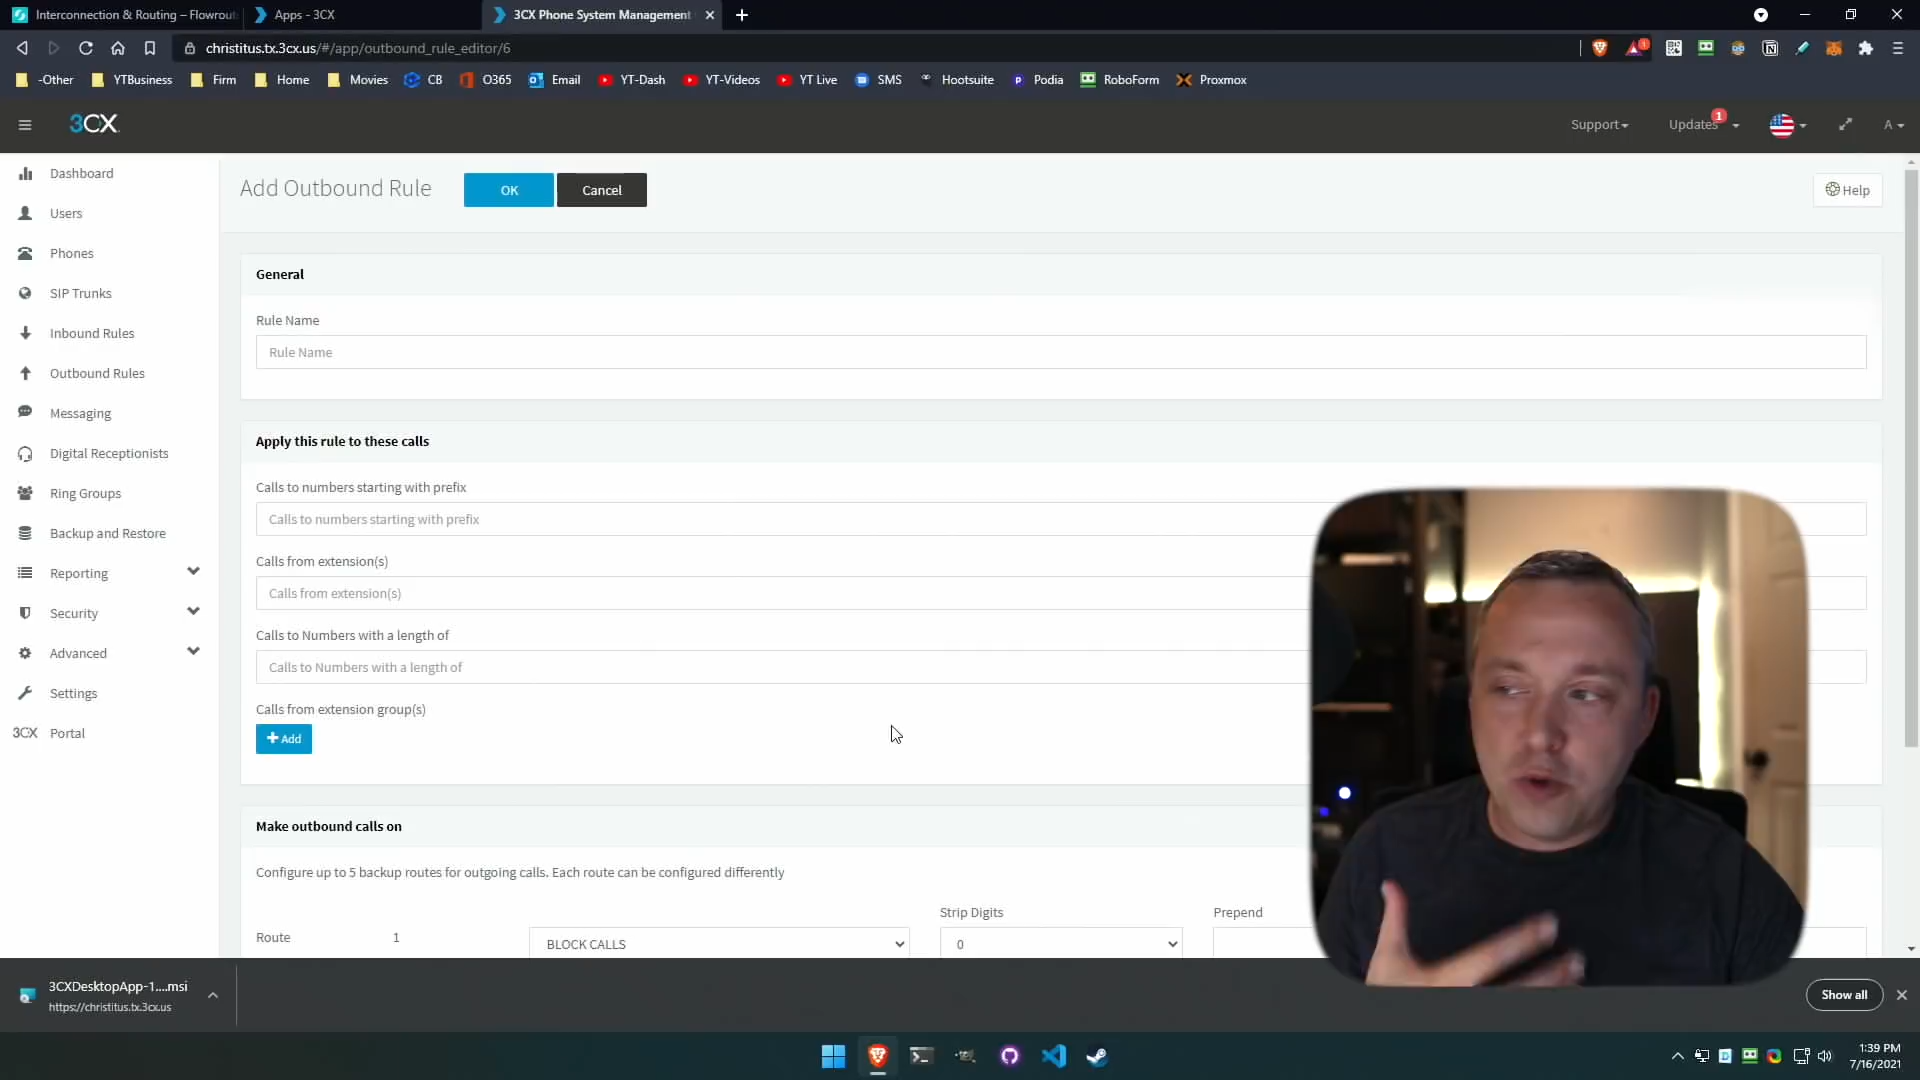 Interconnection & Routing – Flowrout
Apps - 3CX
3CX Phone System Management
christitus.tx.3cx.us/#/app/outbound_rule_editor/6
1
-Other
YTBusiness
Firm
Home
Movies
CB
O365
Email
YT-Dash
YT-Videos
YT Live
SMS
Hootsuite
Podia
RoboForm
Proxmox
3CX
Support
Updates
1
A
Dashboard
Users
Phones
SIP Trunks
Inbound Rules
Outbound Rules
Messaging
Digital Receptionists
Ring Groups
Backup and Restore
Reporting
Security
Advanced
Settings
3CX Portal
Add Outbound Rule
OK
Cancel
Help
General
Rule Name
Rule Name
Apply this rule to these calls
Calls to numbers starting with prefix
Calls to numbers starting with prefix
Calls from extension(s)
Calls from extension(s)
Calls to Numbers with a length of
Calls to Numbers with a length of
Calls from extension group(s)
+ Add
Make outbound calls on
Configure up to 5 backup routes for outgoing calls. Each route can be configured differently
Strip Digits
Prepend
Route
1
BLOCK CALLS
0
3CXDesktopApp-1....msi
https://christitus.tx.3cx.us
Show all
1:39 PM
7/16/2021